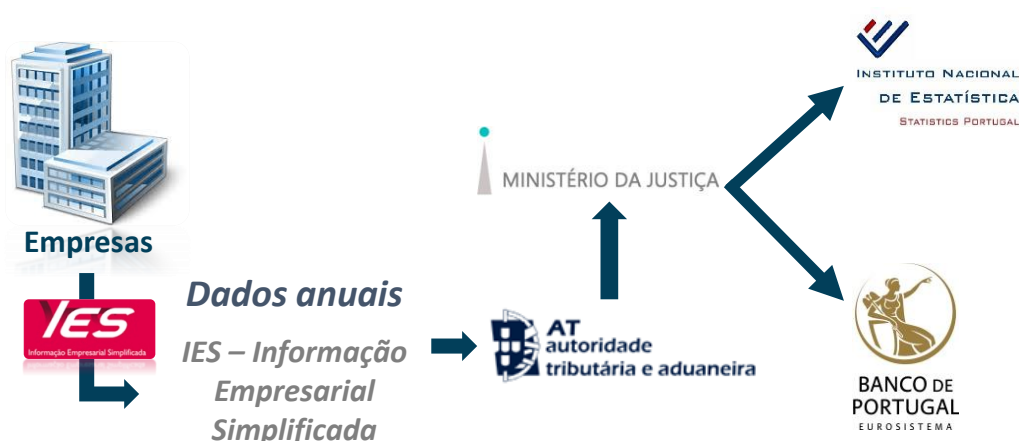 Empresas
IES
Informação Empresarial Simplificada
Dados anuais
IES – Informação
Empresarial
Simplificada
AT
autoridade
tributária e aduaneira
MINISTÉRIO DA JUSTIÇA
INSTITUTO NACIONAL
DE ESTATÍSTICA
STATISTICS PORTUGAL
BANCO DE
PORTUGAL
EUROSISTEMA